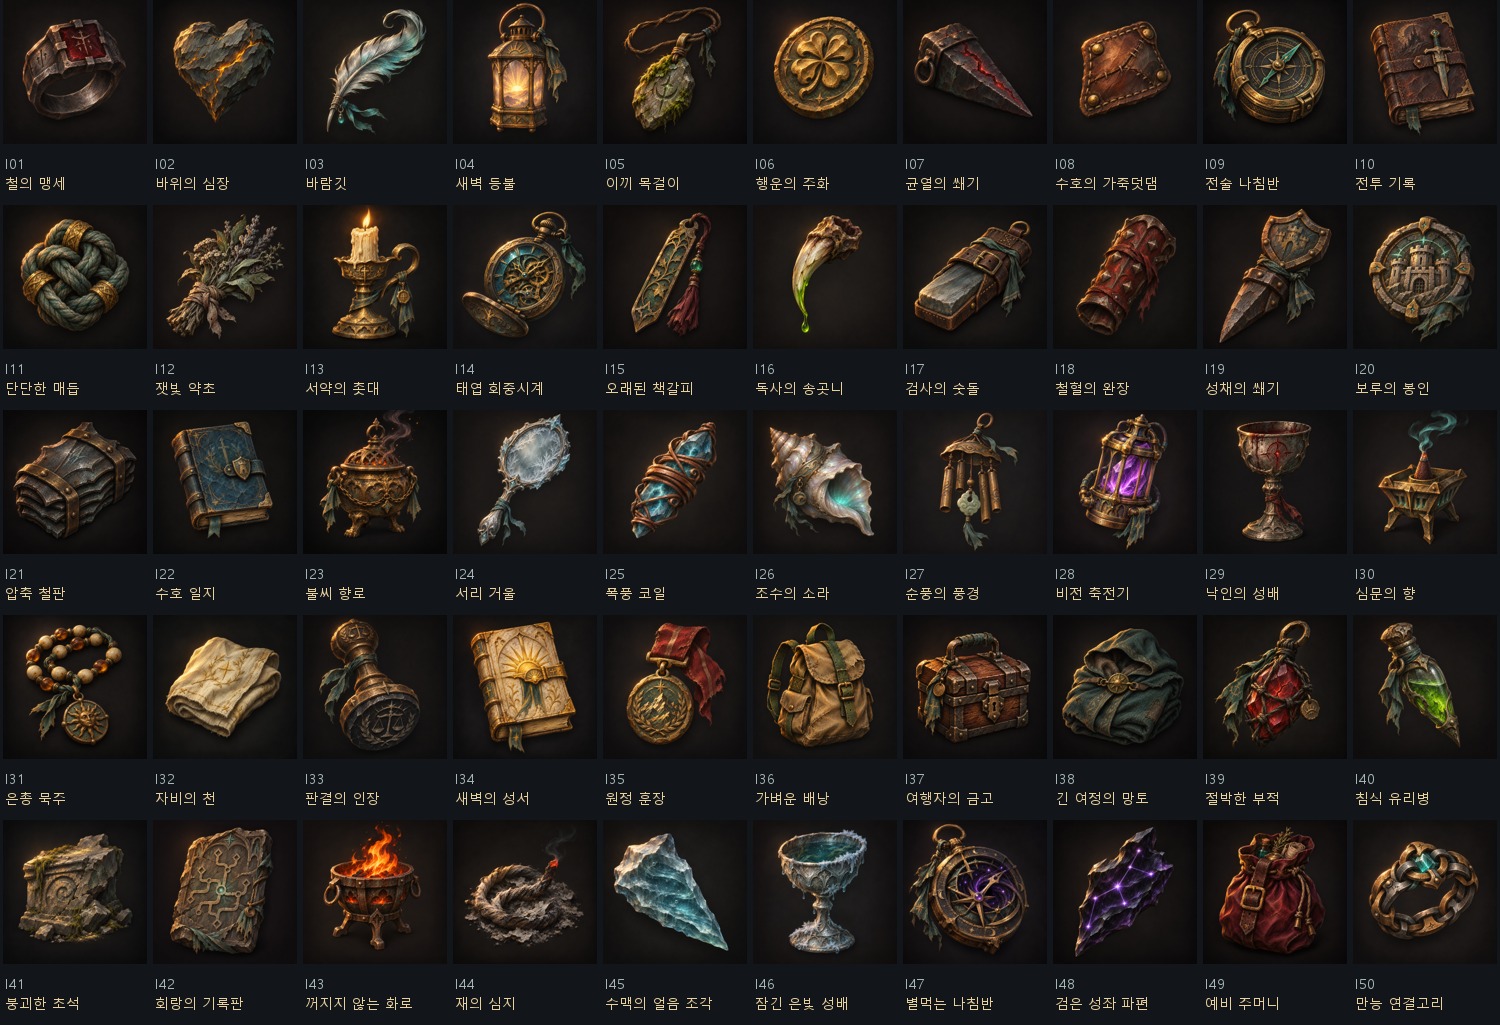 I01
철의 맹세
I02
바위의 심장
I03
바람깃
I04
새벽 등불
I05
이끼 목걸이
I06
행운의 주화
I07
균열의 쐐기
I08
수호의 가죽덧댐
I09
전술 나침반
I10
전투 기록
I11
단단한 매듭
I12
잿빛 약초
I13
서약의 촛대
I14
태엽 회중시계
I15
오래된 책갈피
I16
독사의 송곳니
I17
검사의 숫돌
I18
철혈의 완장
I19
성채의 쐐기
I20
보루의 봉인
I21
압축 철판
I22
수호 일지
I23
불씨 향로
I24
서리 거울
I25
폭풍 코일
I26
조수의 소라
I27
순풍의 풍경
I28
비전 축전기
I29
낙인의 성배
I30
심문의 향
I31
은총 묵주
I32
자비의 천
I33
판결의 인장
I34
새벽의 성서
I35
원정 훈장
I36
가벼운 배낭
I37
여행자의 금고
I38
긴 여정의 망토
I39
절박한 부적
I40
침식 유리병
I41
붕괴한 초석
I42
회랑의 기록판
I43
꺼지지 않는 화로
I44
재의 심지
I45
수맥의 얼음 조각
I46
잠긴 은빛 성배
I47
별먹는 나침반
I48
검은 성좌 파편
I49
예비 주머니
I50
만능 연결고리